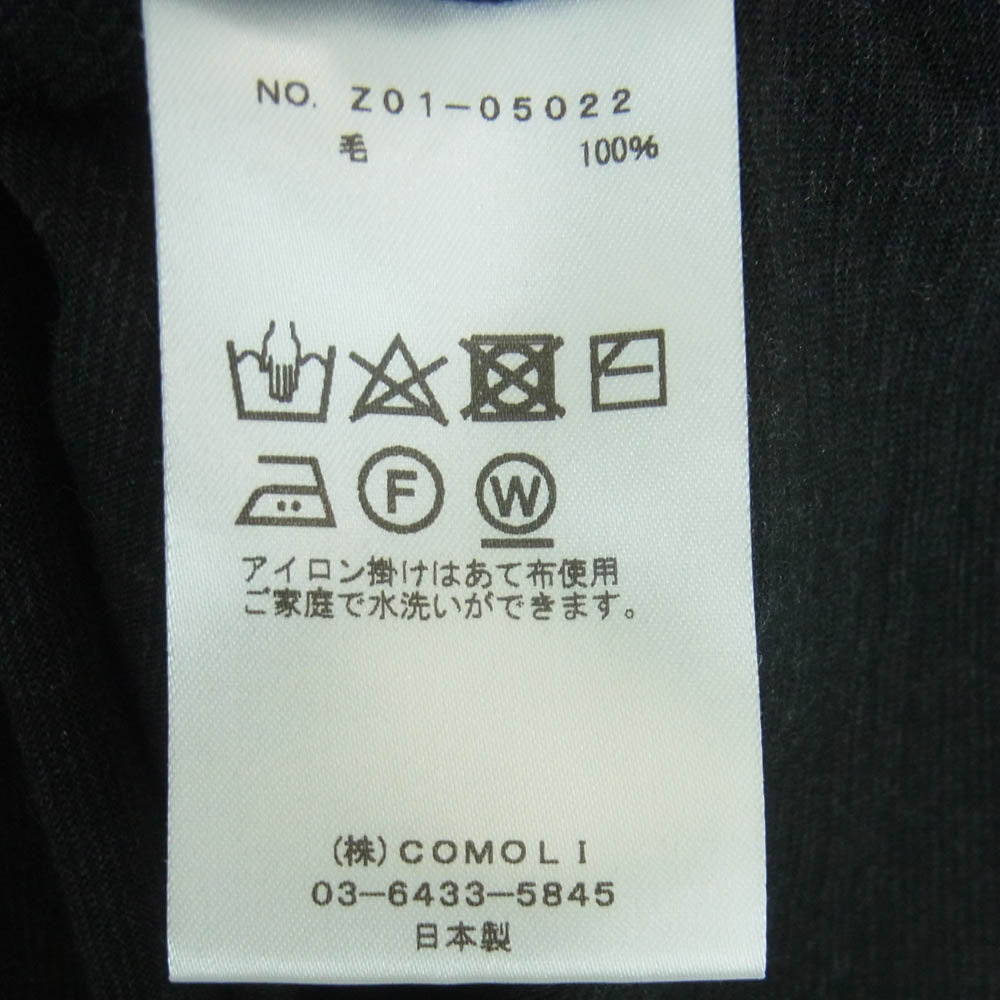 NO. Z01-05022
毛 100%
F W
アイロン掛けはあて布使用
ご家庭で水洗いができます。
(株)COMOLI
03-6433-5845
日本製